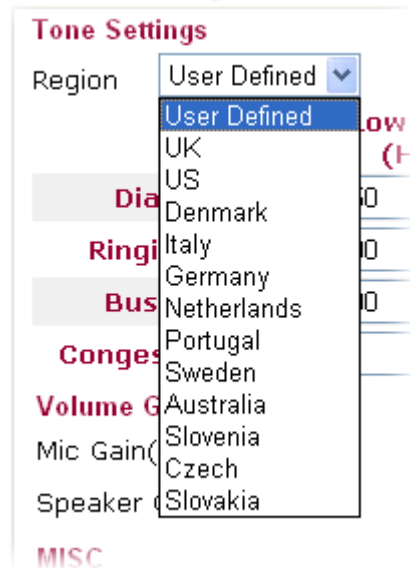 Tone Settings
Region User Defined
User Defined
UK
US
Denmark
Italy
Germany
Netherlands
Portugal
Sweden
Australia
Slovenia
Czech
Slovakia
Volume
Mic Gain(
Speaker
MISC